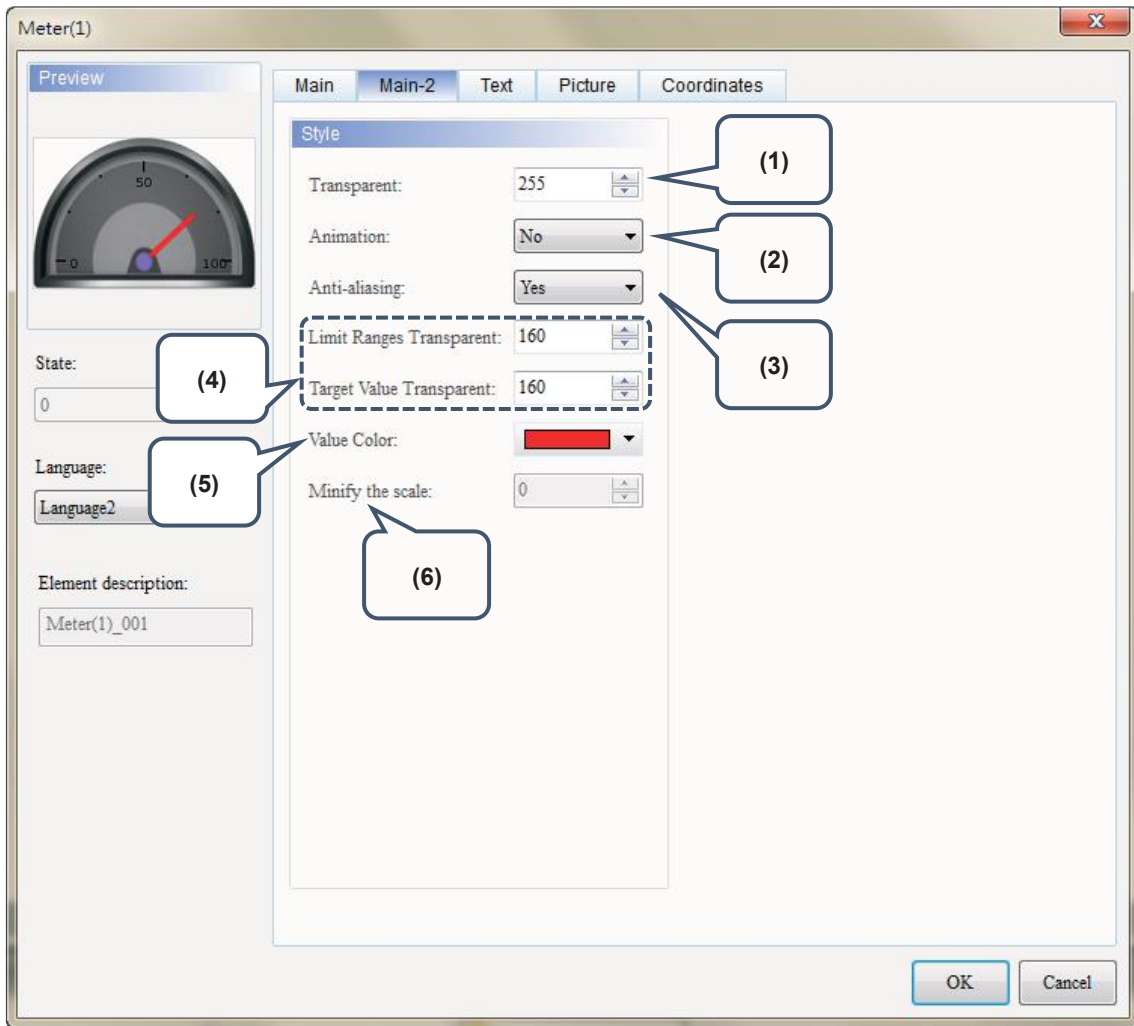 Meter(1)
X
Preview
50
0
100
State:
0
Language:
Language2
Element description:
Meter(1)_001
Main Main-2 Text Picture Coordinates
Style
Transparent: 255
(1)
Animation: No
(2)
Anti-aliasing: Yes
(3)
Limit Ranges Transparent: 160
Target Value Transparent: 160
(4)
Value Color:
(5)
Minify the scale: 0
(6)
OK Cancel